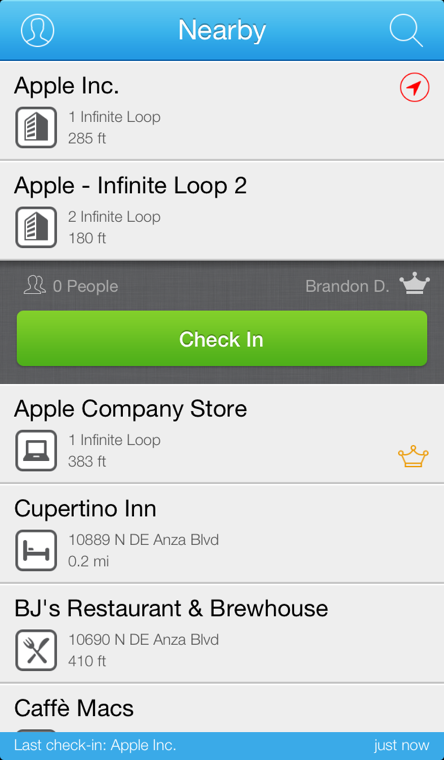 Nearby
Apple Inc.
1 Infinite Loop
285 ft
Apple - Infinite Loop 2
2 Infinite Loop
180 ft
0 People Brandon D.
Check In
Apple Company Store
1 Infinite Loop
383 ft
Cupertino Inn
10889 N DE Anza Blvd
0.2 mi
BJ's Restaurant & Brewhouse
10690 N DE Anza Blvd
410 ft
Caffè Macs
Last check-in: Apple Inc. just now